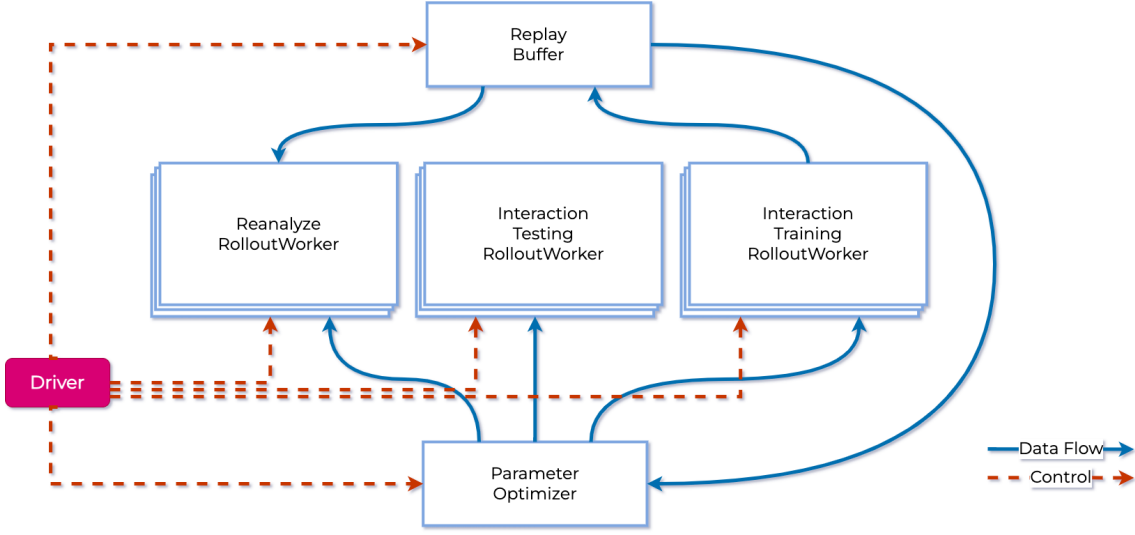 Replay
Buffer
Reanalyze
RolloutWorker
Interaction
Testing
RolloutWorker
Interaction
Training
RolloutWorker
Driver
Parameter
Optimizer
Data Flow
Control